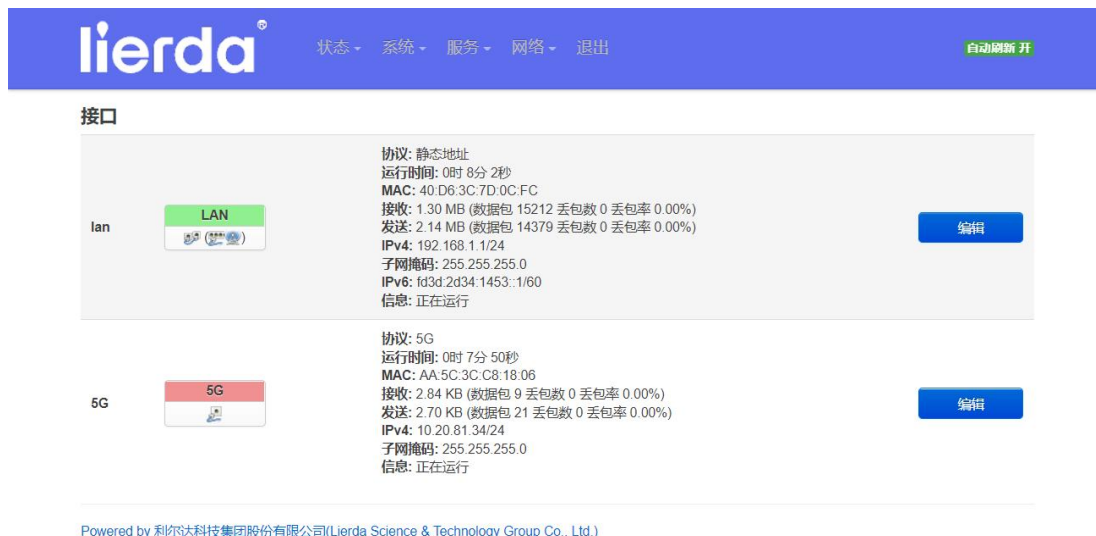 lierda®
状态 系统 服务 网络 退出
自动刷新 开
接口
lan
LAN
协议: 静态地址
运行时间: 0时 8分 2秒
MAC: 40:D6:3C:7D:0C:FC
接收: 1.30 MB (数据包 15212 丢包数 0 丢包率 0.00%)
发送: 2.14 MB (数据包 14379 丢包数 0 丢包率 0.00%)
IPv4: 192.168.1.1/24
子网掩码: 255.255.255.0
IPv6: fd3d:2d34:1453::1/60
信息: 正在运行
编辑
5G
5G
协议: 5G
运行时间: 0时 7分 50秒
MAC: AA:5C:3C:C8:18:06
接收: 2.84 KB (数据包 9 丢包数 0 丢包率 0.00%)
发送: 2.70 KB (数据包 21 丢包数 0 丢包率 0.00%)
IPv4: 10.20.81.34/24
子网掩码: 255.255.255.0
信息: 正在运行
编辑
Powered by 利尔达科技集团股份有限公司(Lierda Science & Technology Group Co., Ltd.)